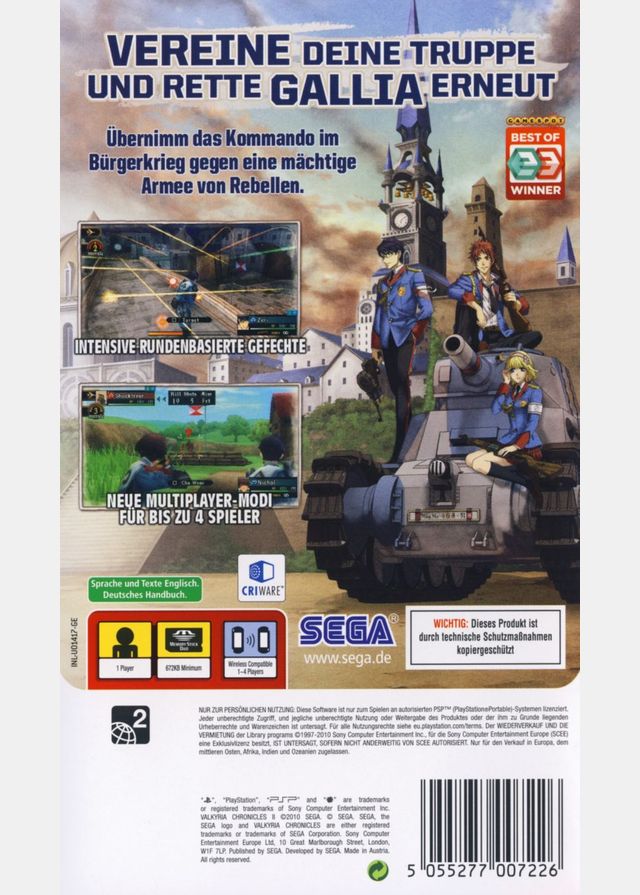 VEREINE DEINE TRUPPE
UND RETTE GALLIA ERNEUT
GAMESPOT
BEST OF
E3
WINNER
Übernimm das Kommando im
Bürgerkrieg gegen eine mächtige
Armee von Rebellen.
Target
INTENSIVE RUNDENBASIERTE GEFECHTE
Kill Shots
NEUE MULTIPLAYER-MODI
FÜR BIS ZU 4 SPIELER
Sprache und Texte Englisch.
Deutsches Handbuch.
CRIWARE™
INL-U01417-GE
1 Player
MEMORY STICK
DUO
672KB Minimum
Wireless Compatible
1-4 Players
SEGA®
www.sega.de
WICHTIG: Dieses Produkt ist
durch technische Schutzmaßnahmen
kopiergeschützt
2
NUR ZUR PERSÖNLICHEN NUTZUNG: Diese Software ist nur zum Spielen an autorisierten PSP™ (PlayStation®Portable)-Systemen lizenziert.
Jeder unberechtigte Zugriff, und jegliche unberechtigte Nutzung oder Weitergabe des Produktes oder der ihm zu Grunde liegenden
Urheberrechte und Warenzeichen ist untersagt. Für alle Nutzungsrechte siehe eu.playstation.com/terms. Der WIEDERVERKAUF UND DIE
VERMIETUNG der Library programs ©1997-2010 Sony Computer Entertainment Inc., für die Sony Computer Entertainment Europe (SCEE)
eine Exklusivlizenz besitzt, IST UNTERSAGT, SOFERN NICHT ANDERWEITIG VON SCEE AUTORISIERT. Nur für den Verkauf in Europa, dem
mittleren Osten, Afrika, Indien und Ozeanien zugelassen.
"", "PlayStation", "PSP" and "" are trademarks
or registered trademarks of Sony Computer Entertainment Inc.
VALKYRIA CHRONICLES II ©2010 SEGA. © SEGA. SEGA, the
SEGA logo and VALKYRIA CHRONICLES are either registered
trademarks or trademarks of SEGA Corporation. Sony Computer
Entertainment Europe Ltd, 10 Great Marlborough Street, London,
W1F 7LP. Published by SEGA. Developed by SEGA. Made in Austria.
All rights reserved.
5 055277 007226